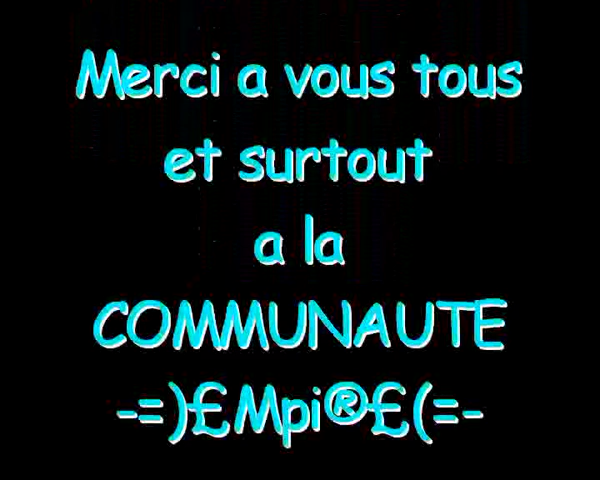 Merci a vous tous
et surtout
a la
COMMUNAUTE
-=)£Mpi®£(=-